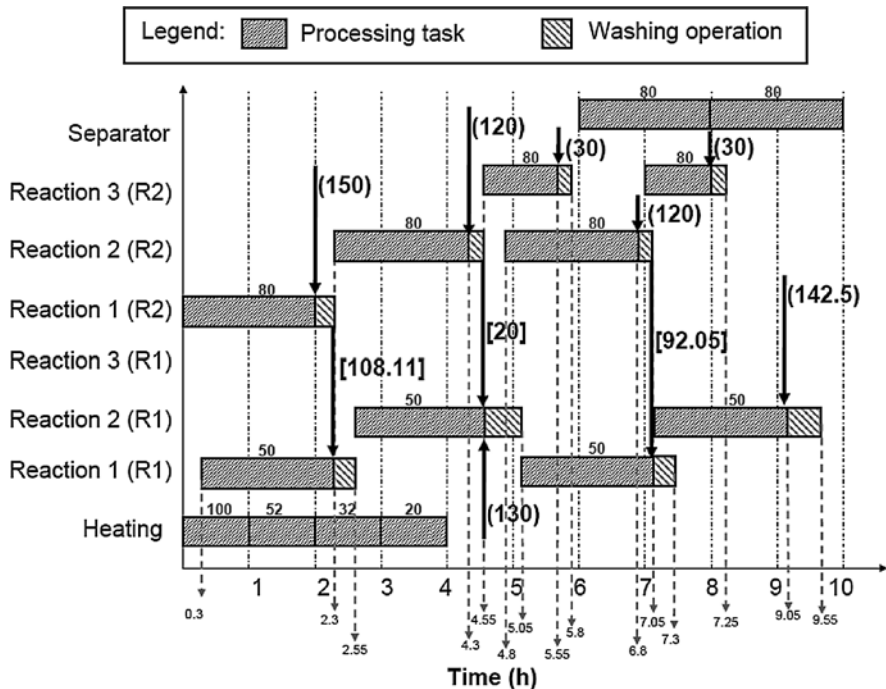 Legend: Processing task Washing operation
80 80
Separator
(120) (30) (30)
80 80
Reaction 3 (R2)
(150) (120)
80 80
Reaction 2 (R2)
80 (142.5)
Reaction 1 (R2)
[108.11] [20] [92.05]
Reaction 3 (R1)
50 50
Reaction 2 (R1)
50 50
Reaction 1 (R1)
100 52 32 20 (130)
Heating
1 2 3 4 5 6 7 8 9 10
0.3 2.3 4.55 5.05 5.8 7.05 7.25 9.05 9.55
2.55 4.3 4.8 5.55 6.8 7.3
Time (h)